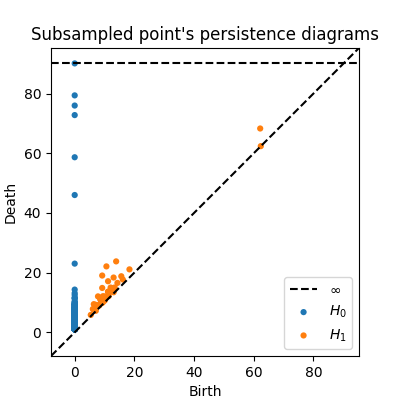 Subsampled point's persistence diagrams
Death
80
60
40
20
0
0 20 40 60 80
Birth
∞
H₀
H₁